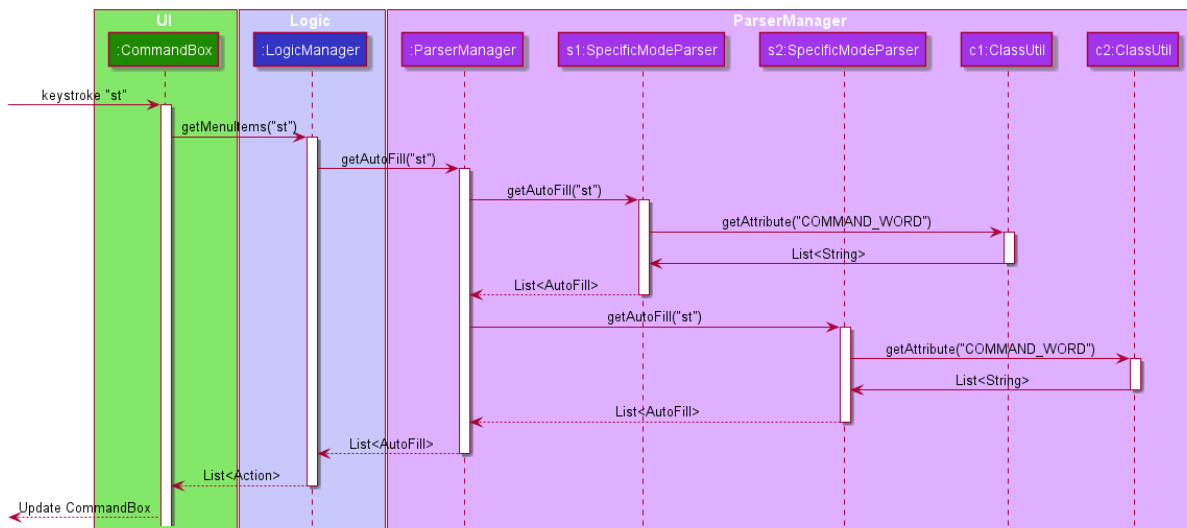 UI
Logic
ParserManager
:CommandBox
:LogicManager
:ParserManager
s1:SpecificModeParser
s2:SpecificModeParser
c1:ClassUtil
c2:ClassUtil
keystroke "st"
getMenuItems("st")
getAutoFill("st")
getAutoFill("st")
getAttribute("COMMAND_WORD")
List<String>
List<AutoFill>
getAutoFill("st")
getAttribute("COMMAND_WORD")
List<String>
List<AutoFill>
List<AutoFill>
List<Action>
Update CommandBox